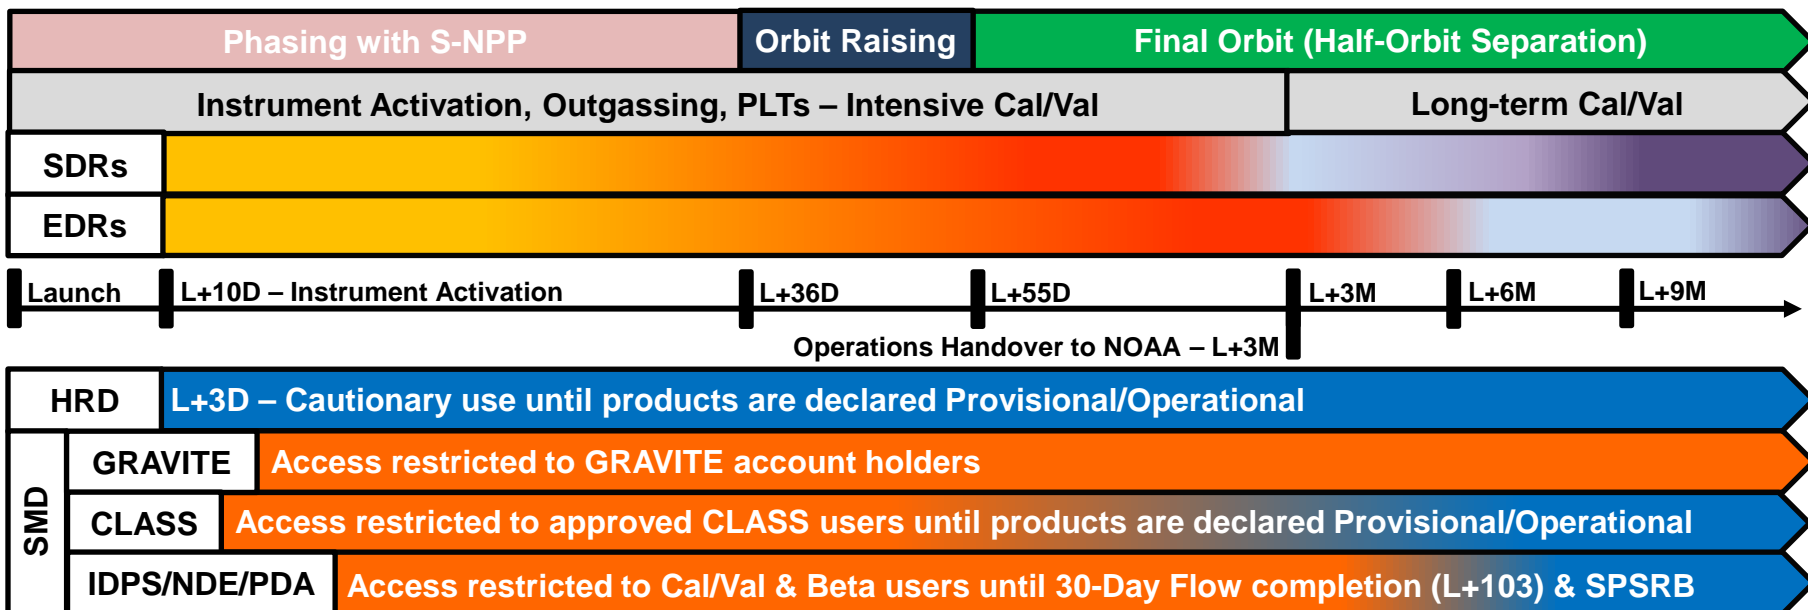 Phasing with S-NPP
Orbit Raising
Final Orbit (Half-Orbit Separation)
Instrument Activation, Outgassing, PLTs – Intensive Cal/Val
Long-term Cal/Val
SDRs
EDRs
Launch
L+10D – Instrument Activation
L+36D
L+55D
L+3M
L+6M
L+9M
Operations Handover to NOAA – L+3M
HRD
L+3D – Cautionary use until products are declared Provisional/Operational
SMD
GRAVITE
Access restricted to GRAVITE account holders
CLASS
Access restricted to approved CLASS users until products are declared Provisional/Operational
IDPS/NDE/PDA
Access restricted to Cal/Val & Beta users until 30-Day Flow completion (L+103) & SPSRB